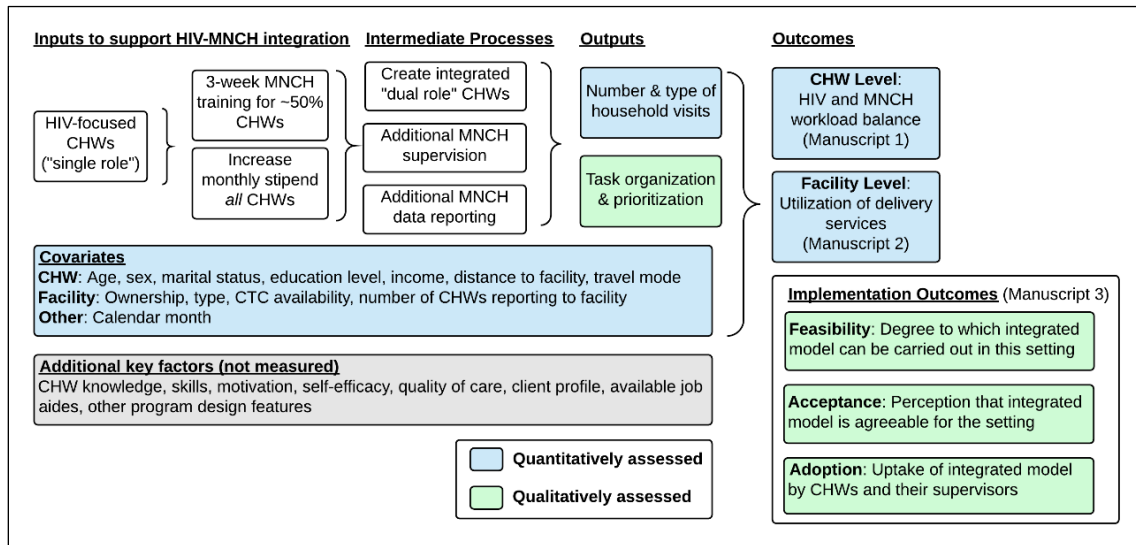 Inputs to support HIV-MNCH integration
HIV-focused
CHWs
("single role")
3-week MNCH
training for ~50%
CHWs
Increase
monthly stipend
all CHWs
Intermediate Processes
Create integrated
"dual role" CHWs
Additional MNCH
supervision
Additional MNCH
data reporting
Outputs
Number & type of
household visits
Task organization
& prioritization
Outcomes
CHW Level:
HIV and MNCH
workload balance
(Manuscript 1)
Facility Level:
Utilization of delivery
services
(Manuscript 2)
Covariates
CHW: Age, sex, marital status, education level, income, distance to facility, travel mode
Facility: Ownership, type, CTC availability, number of CHWs reporting to facility
Other: Calendar month
Additional key factors (not measured)
CHW knowledge, skills, motivation, self-efficacy, quality of care, client profile, available job
aides, other program design features
Implementation Outcomes (Manuscript 3)
Feasibility: Degree to which integrated
model can be carried out in this setting
Acceptance: Perception that integrated
model is agreeable for the setting
Adoption: Uptake of integrated model
by CHWs and their supervisors
Quantitatively assessed
Qualitatively assessed